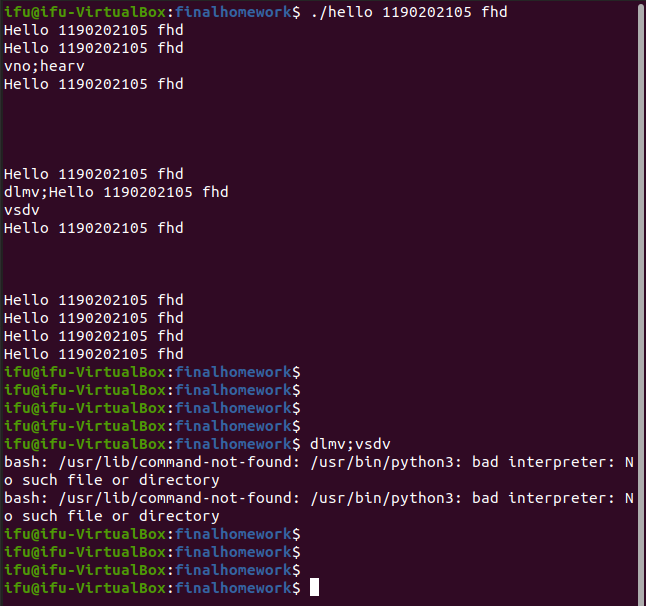 ifu@ifu-VirtualBox:finalhomework$ ./hello 1190202105 fhd
Hello 1190202105 fhd
Hello 1190202105 fhd
vno;hearv
Hello 1190202105 fhd
Hello 1190202105 fhd
dlmv;Hello 1190202105 fhd
vsdv
Hello 1190202105 fhd
Hello 1190202105 fhd
Hello 1190202105 fhd
Hello 1190202105 fhd
Hello 1190202105 fhd
ifu@ifu-VirtualBox:finalhomework$
ifu@ifu-VirtualBox:finalhomework$
ifu@ifu-VirtualBox:finalhomework$
ifu@ifu-VirtualBox:finalhomework$
ifu@ifu-VirtualBox:finalhomework$ dlmv;vsdv
bash: /usr/lib/command-not-found: /usr/bin/python3: bad interpreter: N
o such file or directory
bash: /usr/lib/command-not-found: /usr/bin/python3: bad interpreter: N
o such file or directory
ifu@ifu-VirtualBox:finalhomework$
ifu@ifu-VirtualBox:finalhomework$
ifu@ifu-VirtualBox:finalhomework$
ifu@ifu-VirtualBox:finalhomework$